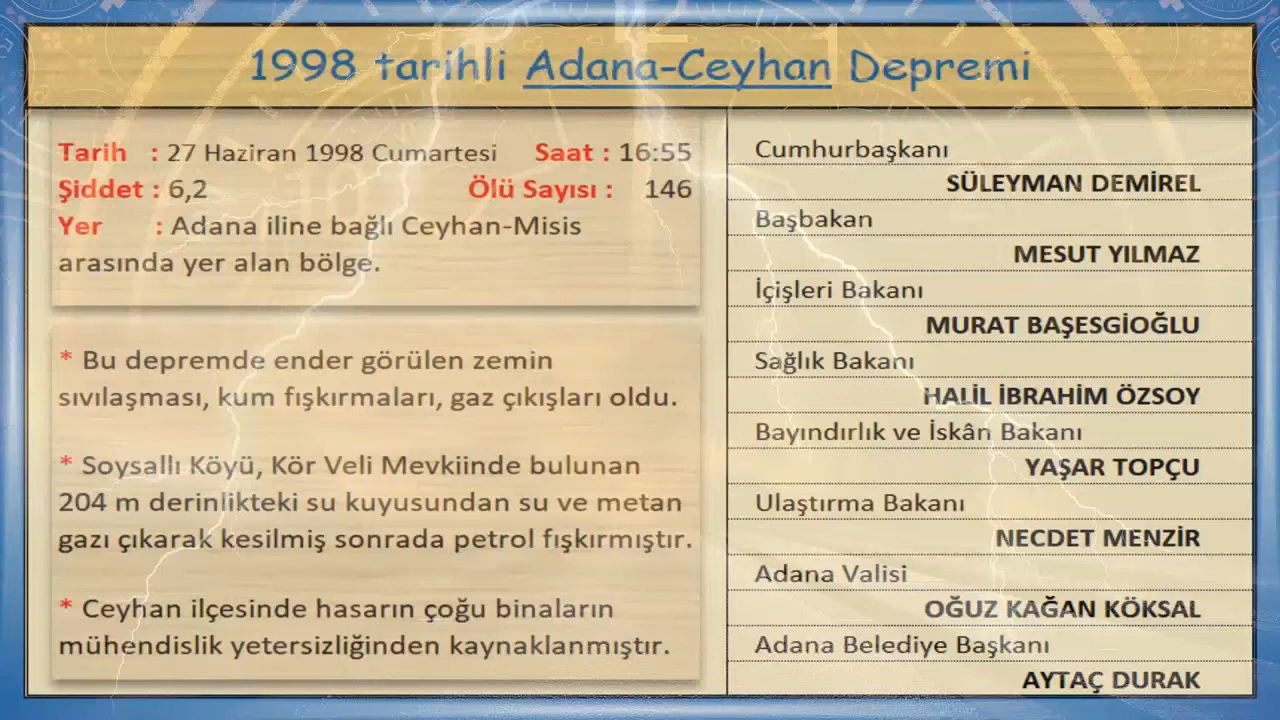 1998 tarihli Adana-Ceyhan Depremi
Tarih : 27 Haziran 1998 Cumartesi Saat : 16:55
Şiddet : 6,2 Ölü Sayısı : 146
Yer : Adana iline bağlı Ceyhan-Misis
arasında yer alan bölge.
* Bu depremde ender görülen zemin
sıvılaşması, kum fışkırmaları, gaz çıkışları oldu.
* Soysallı Köyü, Kör Veli Mevkiinde bulunan
204 m derinlikteki su kuyusundan su ve metan
gazı çıkarak kesilmiş sonrada petrol fışkırmıştır.
* Ceyhan ilçesinde hasarın çoğu binaların
mühendislik yetersizliğinden kaynaklanmıştır.
Cumhurbaşkanı
SÜLEYMAN DEMİREL
Başbakan
MESUT YILMAZ
İçişleri Bakanı
MURAT BAŞESGİOĞLU
Sağlık Bakanı
HALİL İBRAHİM ÖZSOY
Bayındırlık ve İskân Bakanı
YAŞAR TOPÇU
Ulaştırma Bakanı
NECDET MENZİR
Adana Valisi
OĞUZ KAĞAN KÖKSAL
Adana Belediye Başkanı
AYTAÇ DURAK